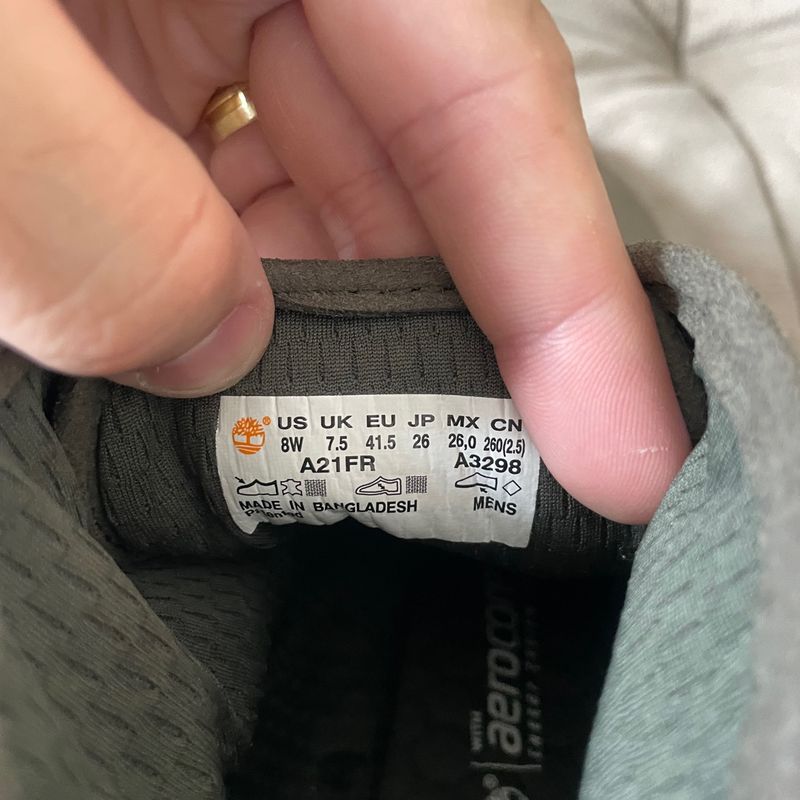 ® US UK EU JP MX CN
8W 7.5 41.5 26 26,0 260(2.5)
A21FR A3298
MADE IN BANGLADESH MENS
aeroco